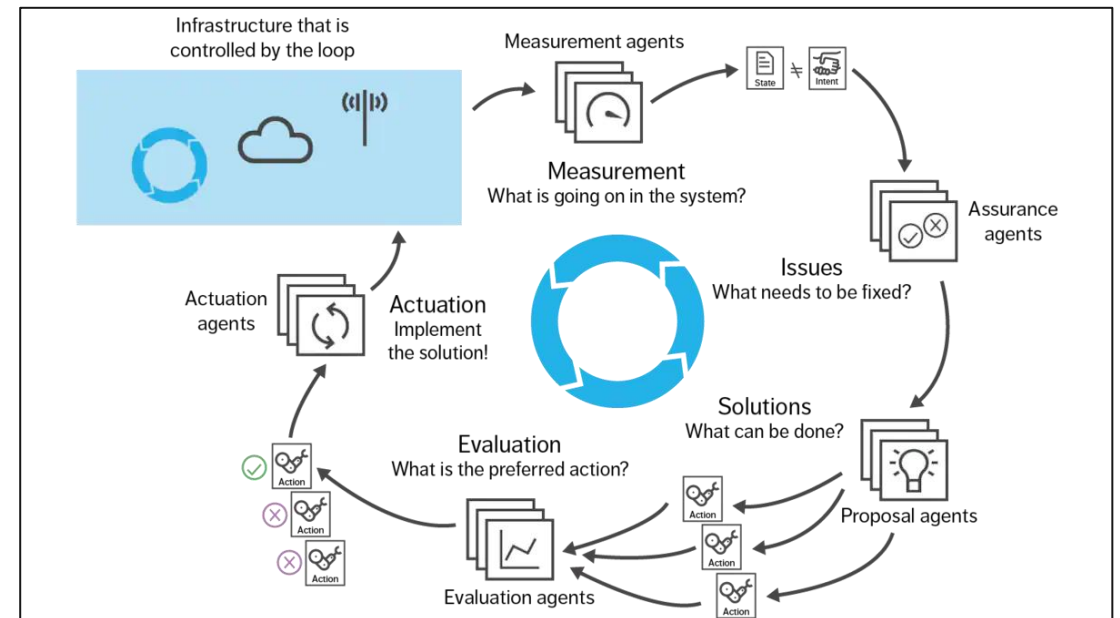 Infrastructure that is
controlled by the loop
Measurement agents
State
≠
Intent
Measurement
What is going on in the system?
Assurance
agents
Issues
What needs to be fixed?
Actuation
agents
Actuation
Implement
the solution!
Solutions
What can be done?
Evaluation
What is the preferred action?
Action
Action
Action
Action
Action
Action
Proposal agents
Evaluation agents